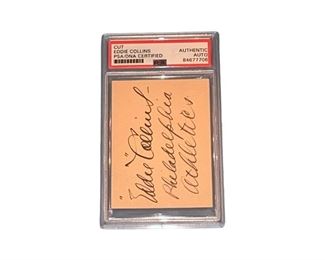 CUT
EDDIE COLLINS
PSA/DNA CERTIFIED
AUTHENTIC
AUTO
84677706
"Eddie Collins"
Philadelphia
Athletics